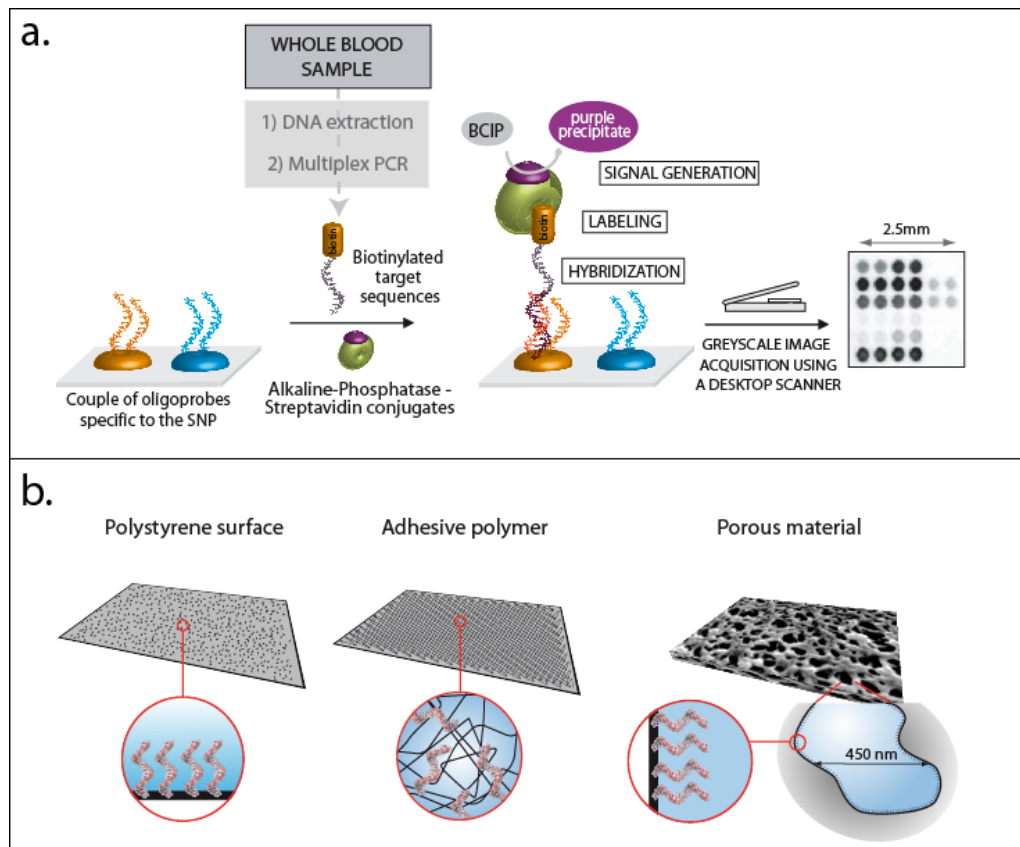 a.
WHOLE BLOOD
SAMPLE
1) DNA extraction
2) Multiplex PCR
biotin
Biotinylated
target
sequences
Alkaline-Phosphatase -
Streptavidin conjugates
Couple of oligoprobes
specific to the SNP
BCIP
purple
precipitate
SIGNAL GENERATION
biotin
LABELING
HYBRIDIZATION
GREYSCALE IMAGE
ACQUISITION USING
A DESKTOP SCANNER
2.5mm
b.
Polystyrene surface
Adhesive polymer
Porous material
450 nm